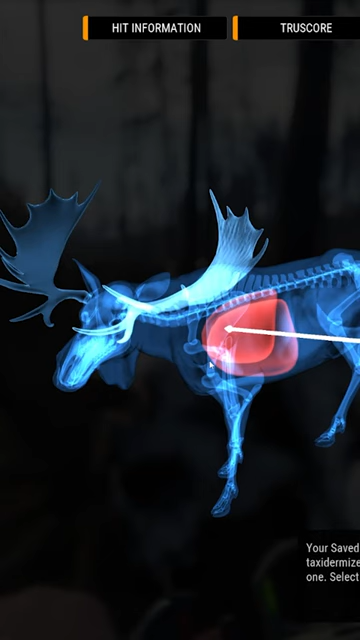 HIT INFORMATION
TRUSCORE
Your Saved
taxidermize
one. Select